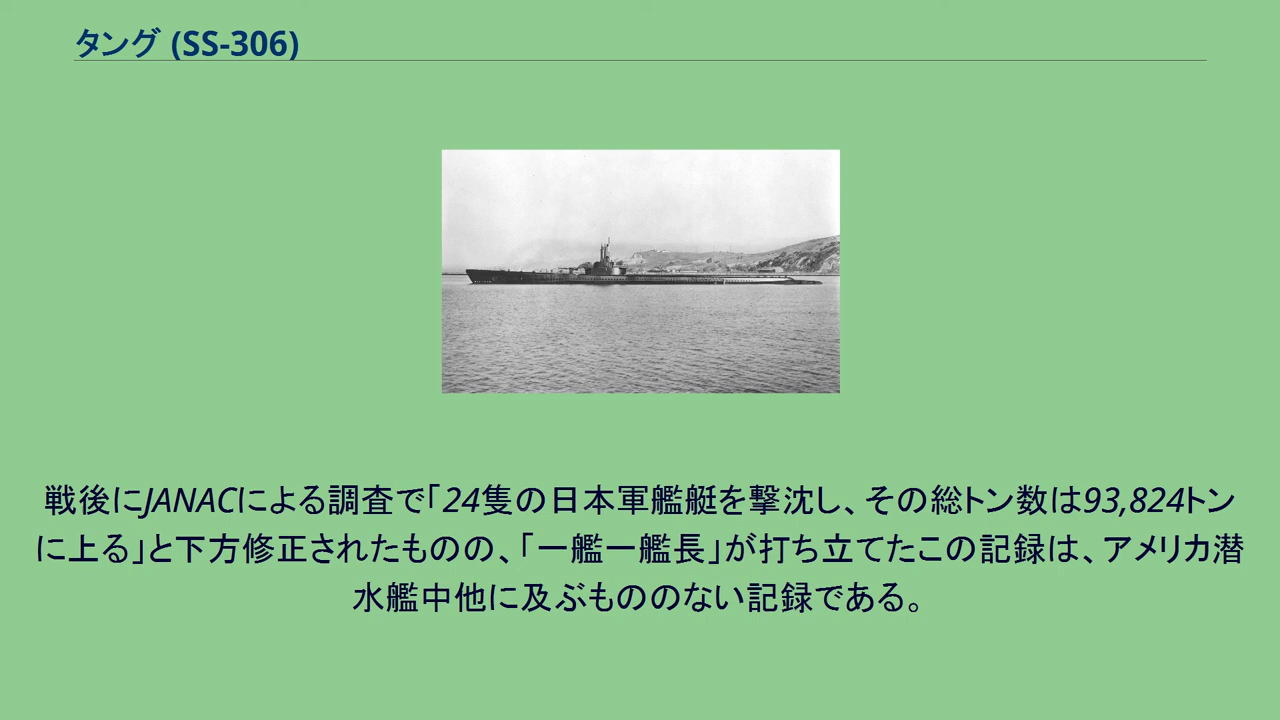 タング (SS-306)
戦後にJANACによる調査で「24隻の日本軍艦艇を撃沈し、その総トン数は93,824トン
に上る」と下方修正されたものの、「一艦一艦長」が打ち立てたこの記録は、アメリカ潜
水艦中他に及ぶもののない記録である。